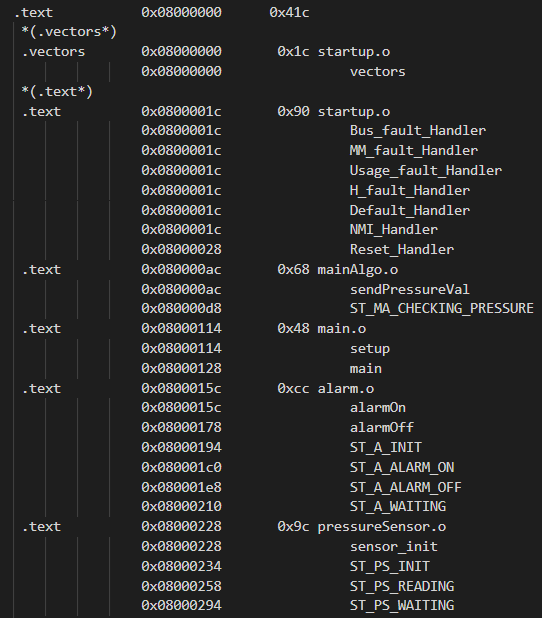 .text 0x08000000 0x41c
*(.vectors*)
.vectors 0x08000000 0x1c startup.o
0x08000000 vectors
*(.text*)
.text 0x0800001c 0x90 startup.o
0x0800001c Bus_fault_Handler
0x0800001c MM_fault_Handler
0x0800001c Usage_fault_Handler
0x0800001c H_fault_Handler
0x0800001c Default_Handler
0x0800001c NMI_Handler
0x08000028 Reset_Handler
.text 0x080000ac 0x68 mainAlgo.o
0x080000ac sendPressureVal
0x080000d8 ST_MA_CHECKING_PRESSURE
.text 0x08000114 0x48 main.o
0x08000114 setup
0x08000128 main
.text 0x0800015c 0xcc alarm.o
0x0800015c alarmOn
0x08000178 alarmOff
0x08000194 ST_A_INIT
0x080001c0 ST_A_ALARM_ON
0x080001e8 ST_A_ALARM_OFF
0x08000210 ST_A_WAITING
.text 0x08000228 0x9c pressureSensor.o
0x08000228 sensor_init
0x08000234 ST_PS_INIT
0x08000258 ST_PS_READING
0x08000294 ST_PS_WAITING